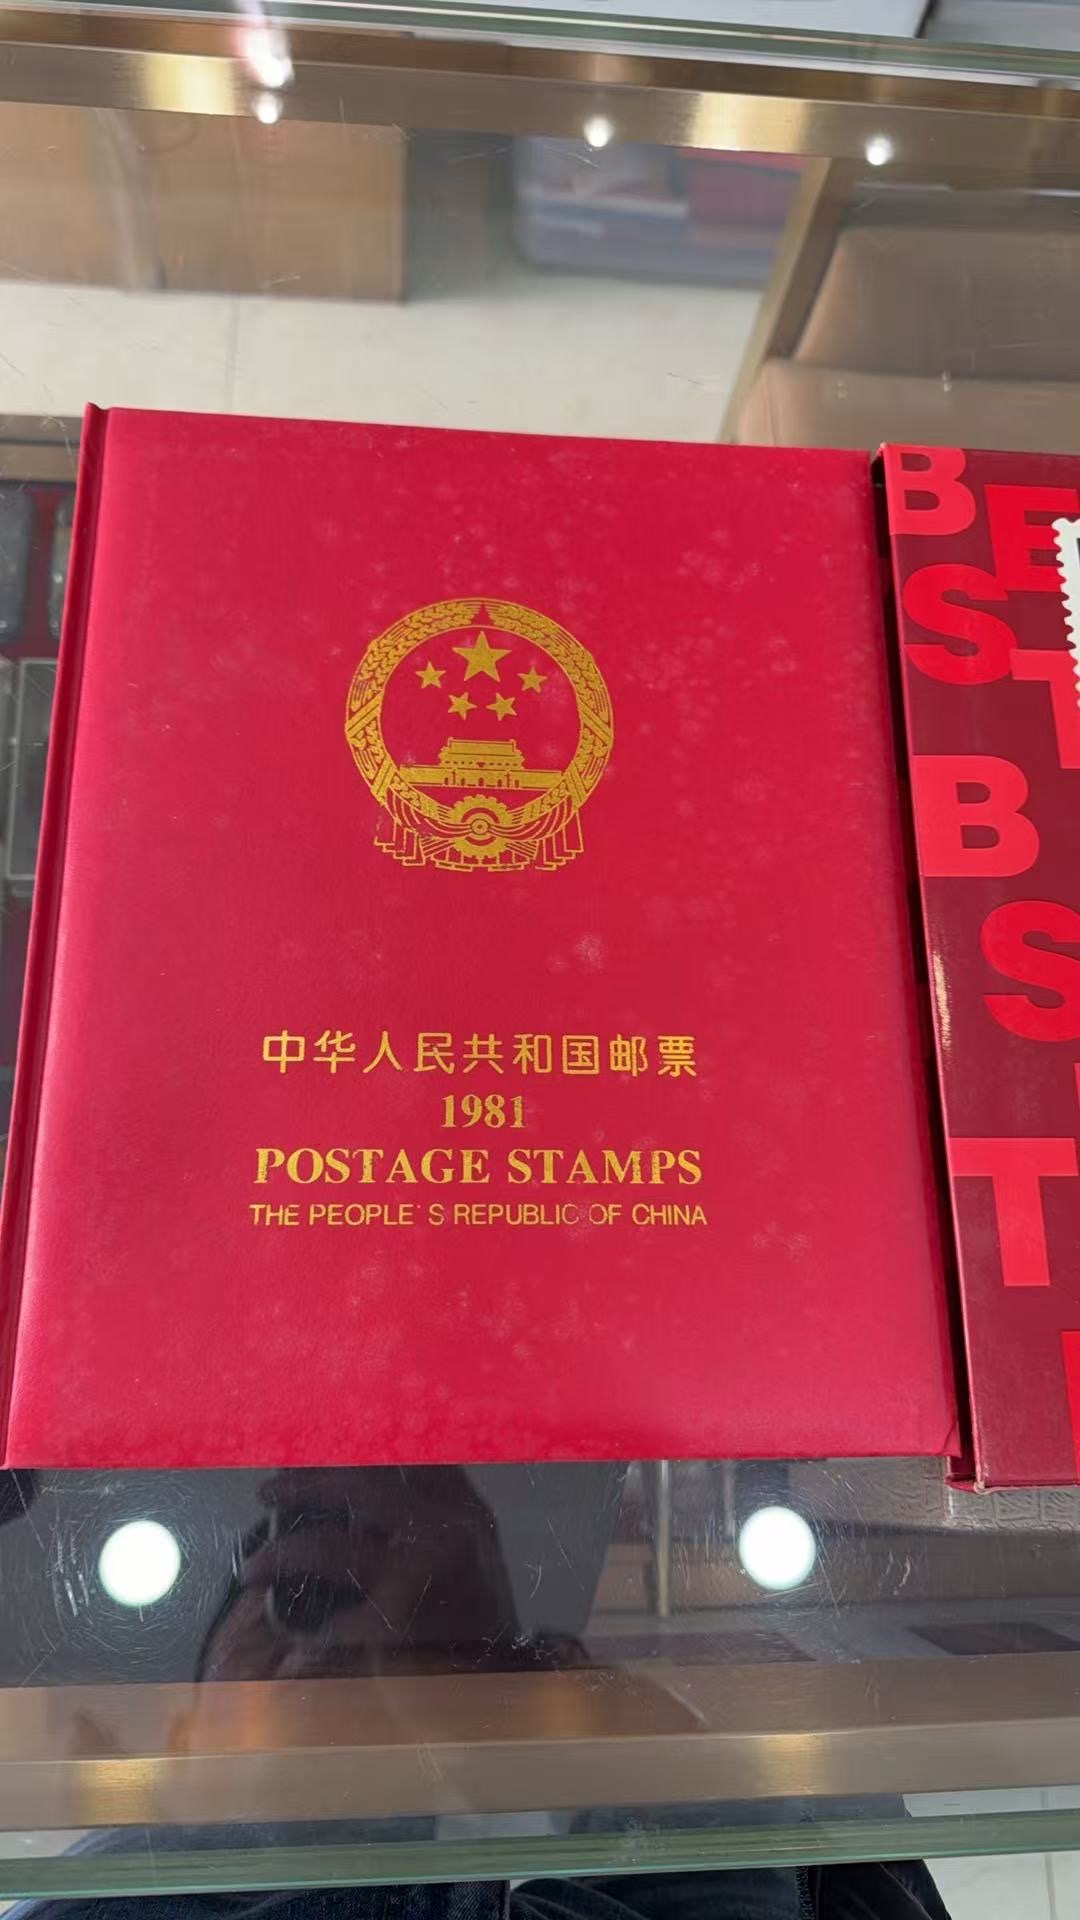 中华人民共和国邮票
1981
POSTAGE STAMPS
THE PEOPLE'S REPUBLIC OF CHINA
B
E
S
T
B
S
T